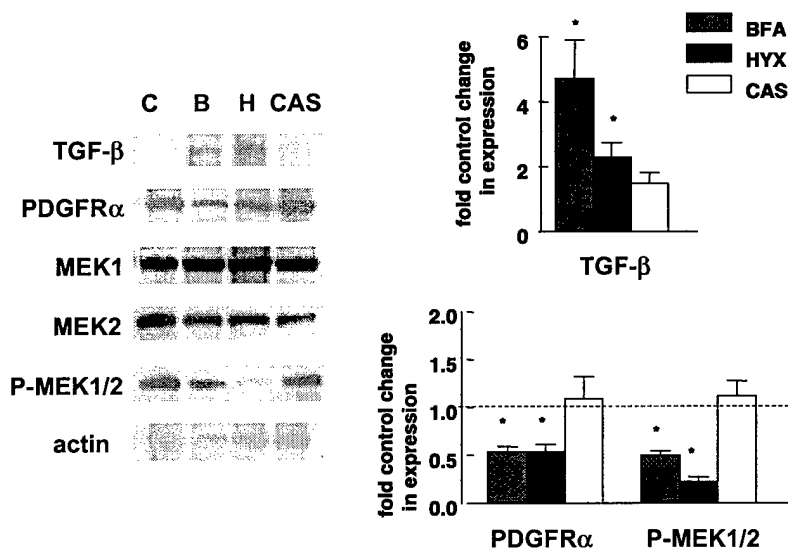 C B H CAS
TGF-β
PDGFRα
MEK1
MEK2
P-MEK1/2
actin
BFA
HYX
CAS
fold control change
in expression
6
4
2
0
*
*
TGF-β
fold control change
in expression
2.0
1.5
1.0
0.5
0.0
* *
*
*
PDGFRα P-MEK1/2